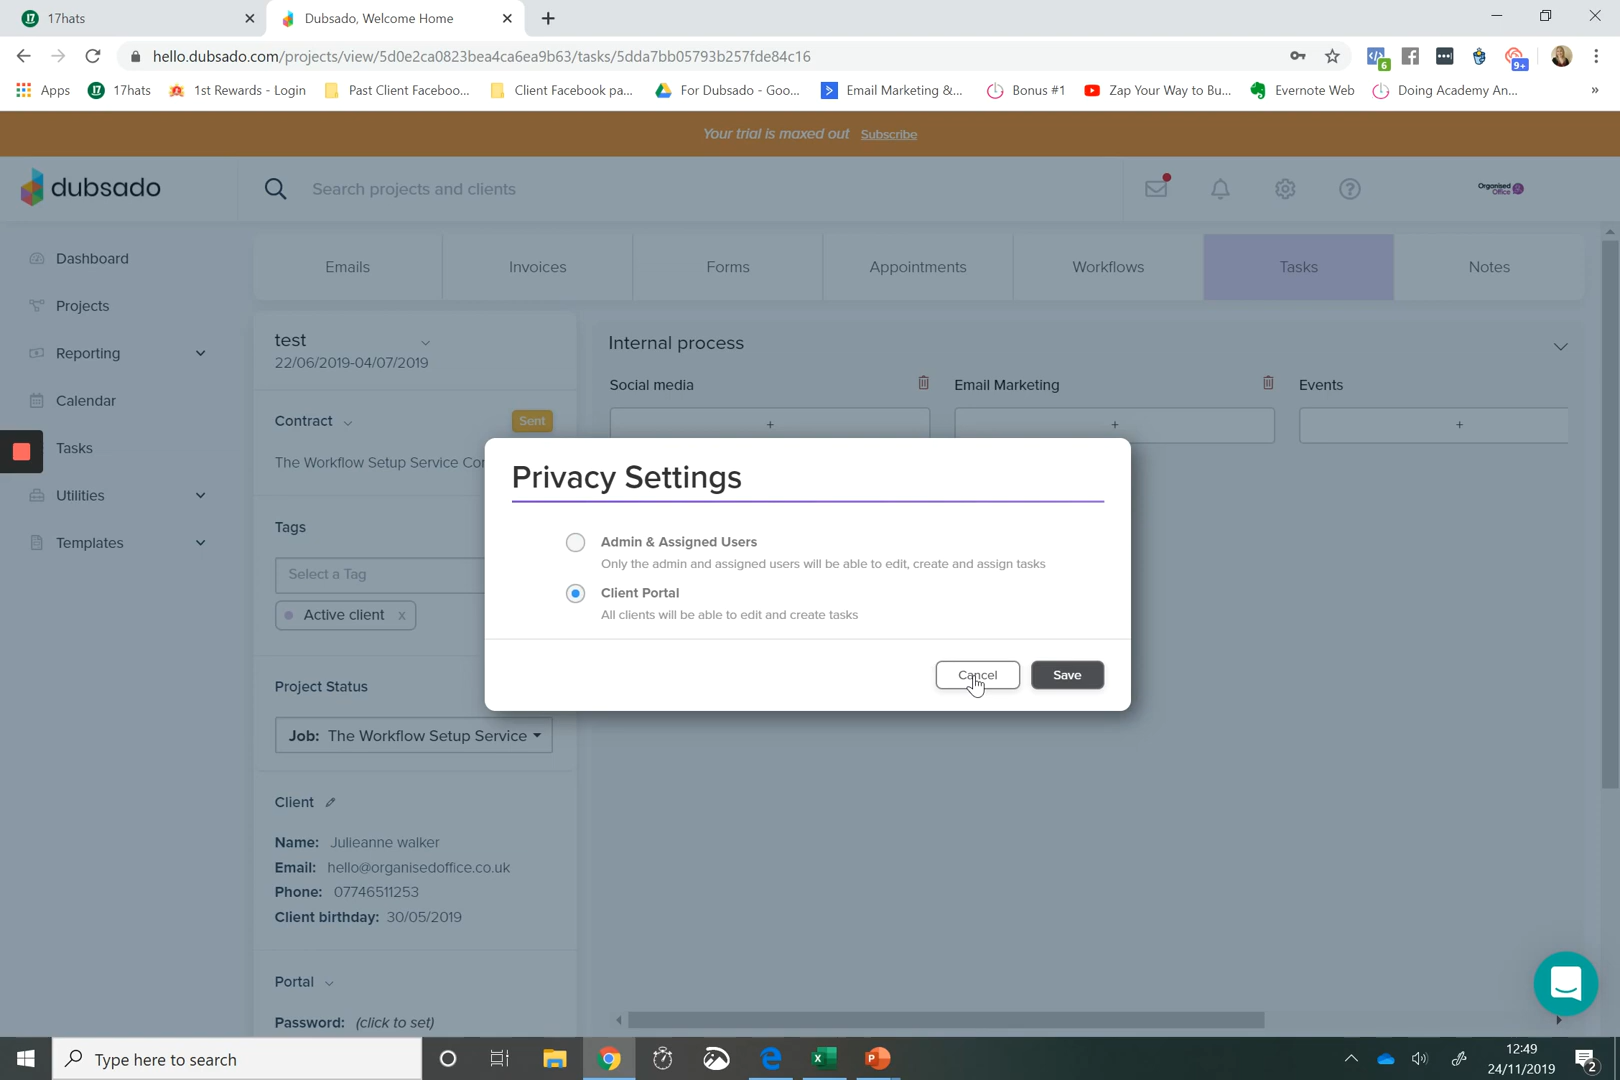 17hats
Dubsado, Welcome Home
hello.dubsado.com/projects/view/5d0e2ca0823bea4ca6ea9b63/tasks/5dda7bb05793b257fde84c16
6
9+
Apps
17hats
1st Rewards - Login
Past Client Faceboo...
Client Facebook pa...
For Dubsado - Goo...
Email Marketing &...
Bonus #1
Zap Your Way to Bu...
Evernote Web
Doing Academy An...
»
Your trial is maxed out Subscribe
dubsado
Search projects and clients
Organised
Office
Dashboard
Projects
Reporting
Calendar
Tasks
Utilities
Templates
Emails
Invoices
Forms
Appointments
Workflows
Tasks
Notes
test
22/06/2019-04/07/2019
Contract
Sent
The Workflow Setup Service Con
Tags
Select a Tag
Active client x
Project Status
Job: The Workflow Setup Service
Client
Name: Julieanne walker
Email: hello@organisedoffice.co.uk
Phone: 07746511253
Client birthday: 30/05/2019
Portal
Password: (click to set)
Internal process
Social media
Email Marketing
Events
+
+
+
Privacy Settings
Admin & Assigned Users
Only the admin and assigned users will be able to edit, create and assign tasks
Client Portal
All clients will be able to edit and create tasks
Cancel
Save
Type here to search
12:49
24/11/2019
2